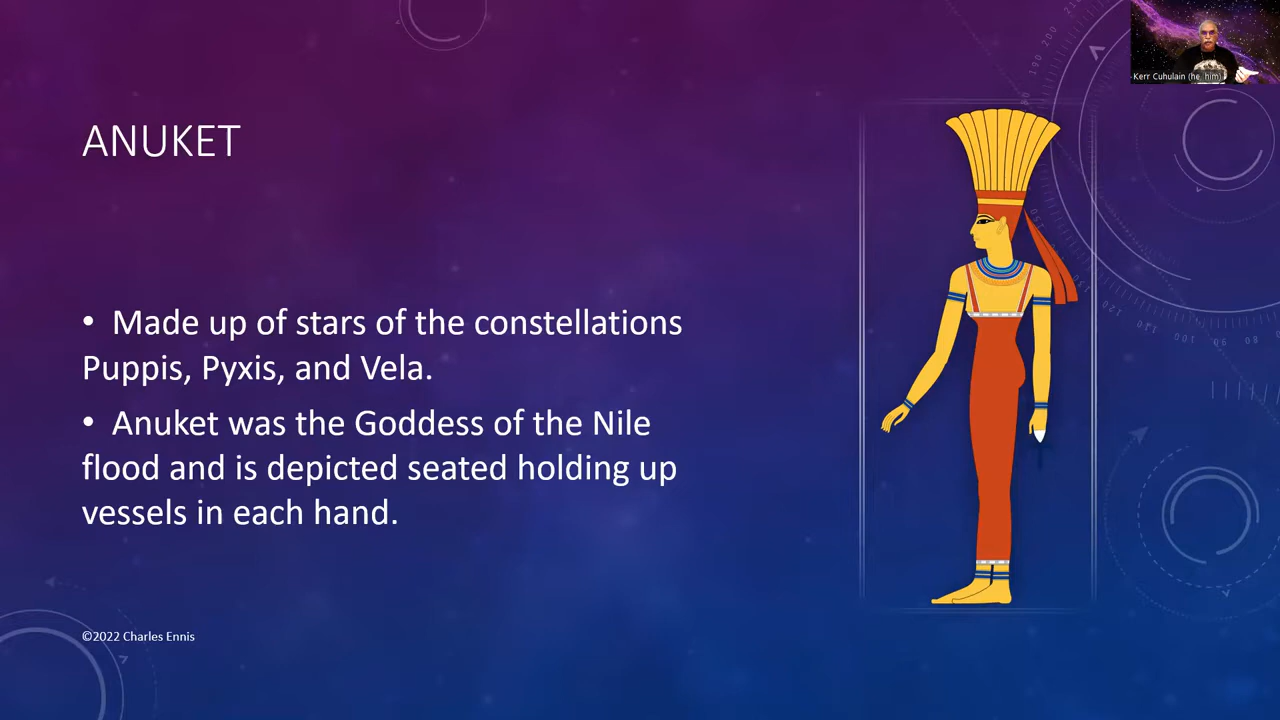 Kerr Cuhulain (he, him)
ANUKET
• Made up of stars of the constellations
Puppis, Pyxis, and Vela.
• Anuket was the Goddess of the Nile
flood and is depicted seated holding up
vessels in each hand.
©2022 Charles Ennis